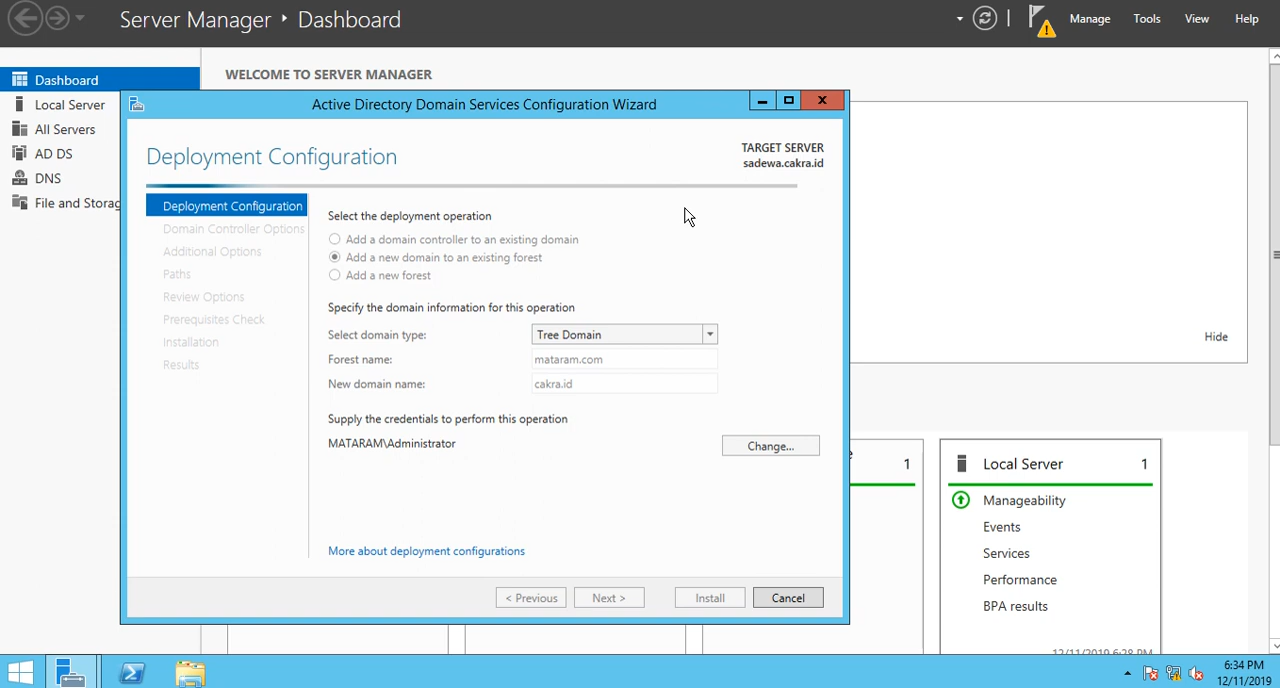 Server Manager ‣ Dashboard
Manage
Tools
View
Help
Dashboard
Local Server
All Servers
AD DS
DNS
File and Storag
WELCOME TO SERVER MANAGER
Active Directory Domain Services Configuration Wizard
Deployment Configuration
TARGET SERVER
sadewa.cakra.id
Deployment Configuration
Domain Controller Options
Additional Options
Paths
Review Options
Prerequisites Check
Installation
Results
Select the deployment operation
Add a domain controller to an existing domain
Add a new domain to an existing forest
Add a new forest
Specify the domain information for this operation
Select domain type:
Tree Domain
Forest name:
mataram.com
New domain name:
cakra.id
Supply the credentials to perform this operation
MATARAM\Administrator
Change...
More about deployment configurations
< Previous
Next >
Install
Cancel
Hide
1
Local Server
1
Manageability
Events
Services
Performance
BPA results
12/11/2019 6:28 PM
6:34 PM
12/11/2019